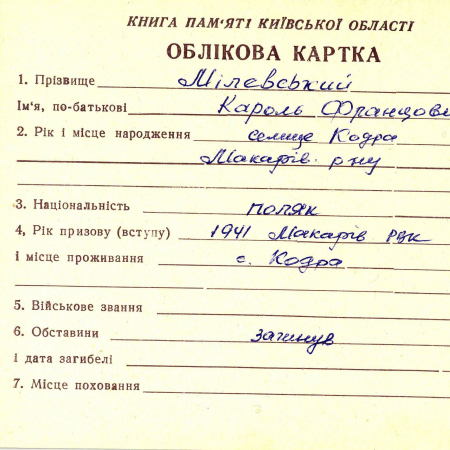 КНИГА ПАМ'ЯТІ КИЇВСЬКОЇ ОБЛАСТІ
ОБЛІКОВА КАРТКА
1. Прізвище Мілевський
Ім'я, по-батькові Кароль Францови
2. Рік і місце народження селище Кодра
Макарів. р-ну
3. Національність поляк
4, Рік призову (вступу) 1941 Макарів РВК
і місце проживання с. Кодра
5. Військове звання
6. Обставини загинув
і дата загибелі
7. Місце поховання